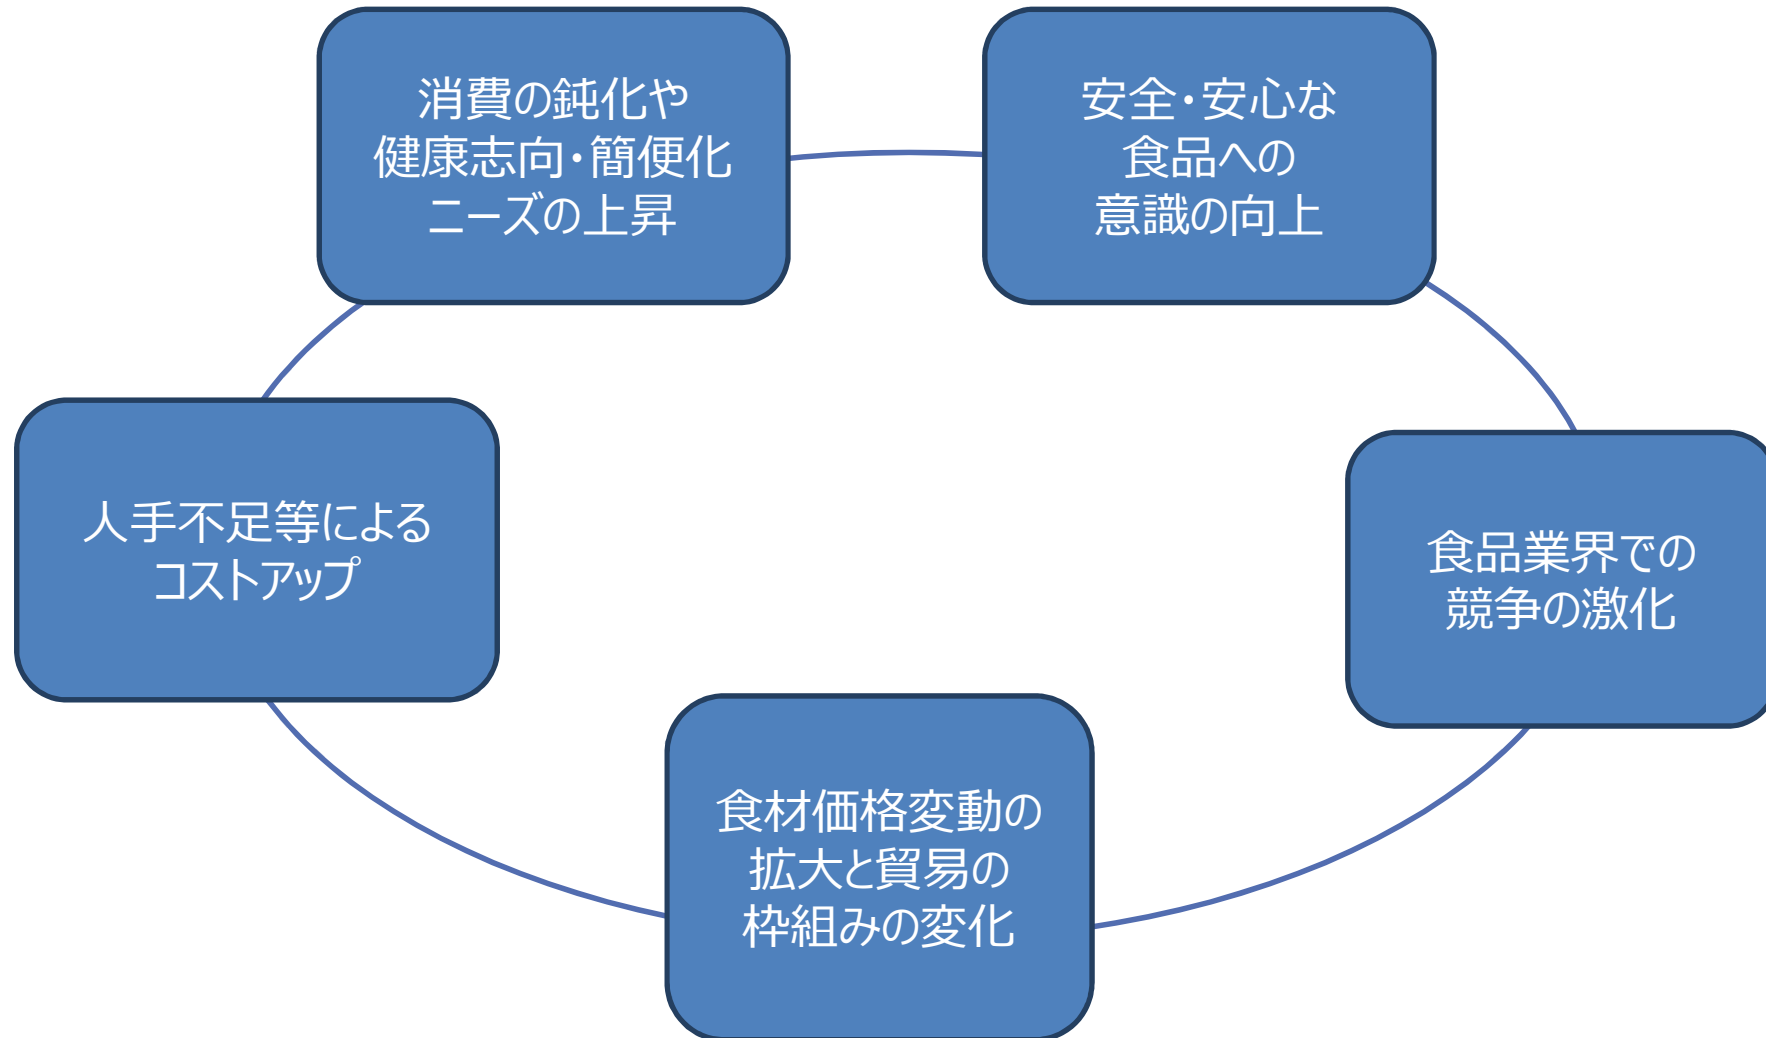 消費の鈍化や
健康志向・簡便化
ニーズの上昇
安全・安心な
食品への
意識の向上
人手不足等による
コストアップ
食品業界での
競争の激化
食材価格変動の
拡大と貿易の
枠組みの変化